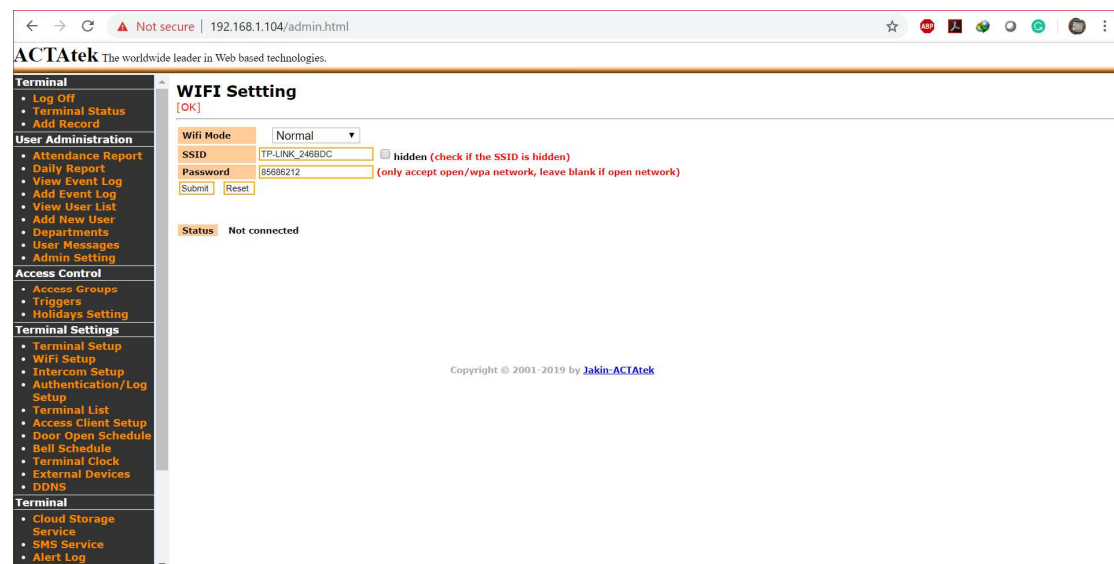 Not secure | 192.168.1.104/admin.html
ABP
G
ACTAtek The worldwide leader in Web based technologies.
Terminal
• Log Off
• Terminal Status
• Add Record
User Administration
• Attendance Report
• Daily Report
• View Event Log
• Add Event Log
• View User List
• Add New User
• Departments
• User Messages
• Admin Setting
Access Control
• Access Groups
• Triggers
• Holidays Setting
Terminal Settings
• Terminal Setup
• WiFi Setup
• Intercom Setup
• Authentication/Log
Setup
• Terminal List
• Access Client Setup
• Door Open Schedule
• Bell Schedule
• Terminal Clock
• External Devices
• DDNS
Terminal
• Cloud Storage
Service
• SMS Service
• Alert Log
WIFI Settting
[OK]
Wifi Mode Normal
SSID TP-LINK_246BDC hidden (check if the SSID is hidden)
Password 85686212 (only accept open/wpa network, leave blank if open network)
Submit Reset
Status Not connected
Copyright © 2001-2019 by Jakin-ACTAtek